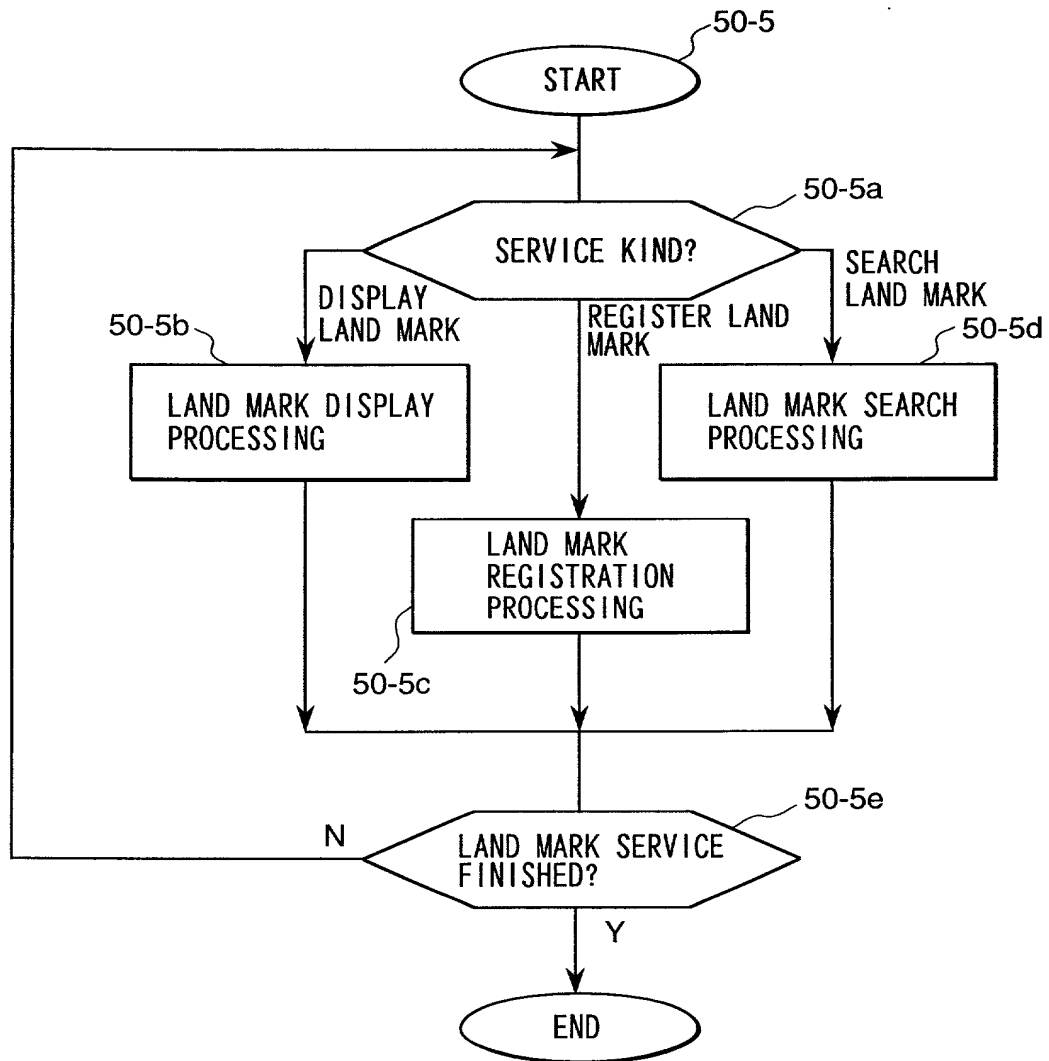 50-5
START
50-5a
SERVICE KIND?
DISPLAY
LAND MARK
REGISTER LAND
MARK
SEARCH
LAND MARK
50-5b
50-5d
LAND MARK DISPLAY
PROCESSING
LAND MARK SEARCH
PROCESSING
LAND MARK
REGISTRATION
PROCESSING
50-5c
50-5e
N
LAND MARK SERVICE
FINISHED?
Y
END